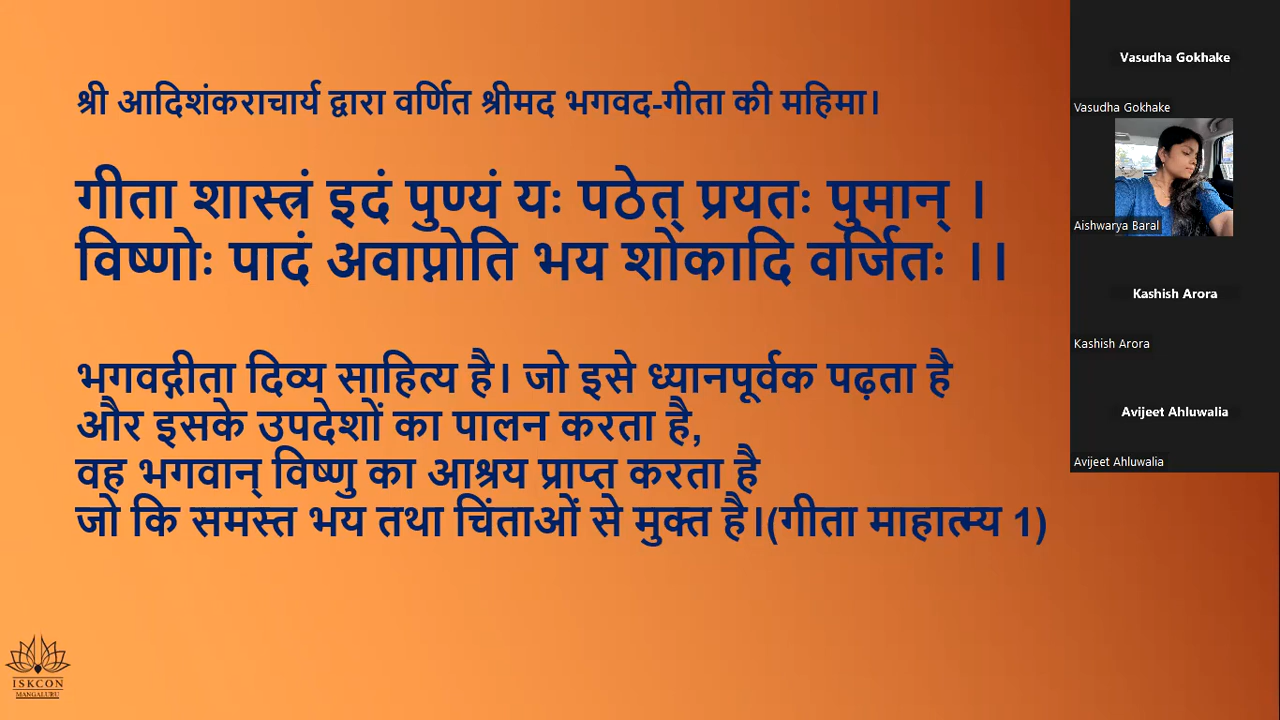 श्री आदिशंकराचार्य द्वारा वर्णित श्रीमद भगवद-गीता की महिमा।
गीता शास्त्रं इदं पुण्यं यः पठेत् प्रयतः पुमान् ।
विष्णोः पादं अवाप्नोति भय शोकादि वर्जितः ।।
भगवद्गीता दिव्य साहित्य है। जो इसे ध्यानपूर्वक पढ़ता है
और इसके उपदेशों का पालन करता है,
वह भगवान् विष्णु का आश्रय प्राप्त करता है
जो कि समस्त भय तथा चिंताओं से मुक्त है।(गीता माहात्म्य 1)
ISKCON
MANGALURU
Vasudha Gokhake
Vasudha Gokhake
Aishwarya Baral
Kashish Arora
Kashish Arora
Avijeet Ahluwalia
Avijeet Ahluwalia